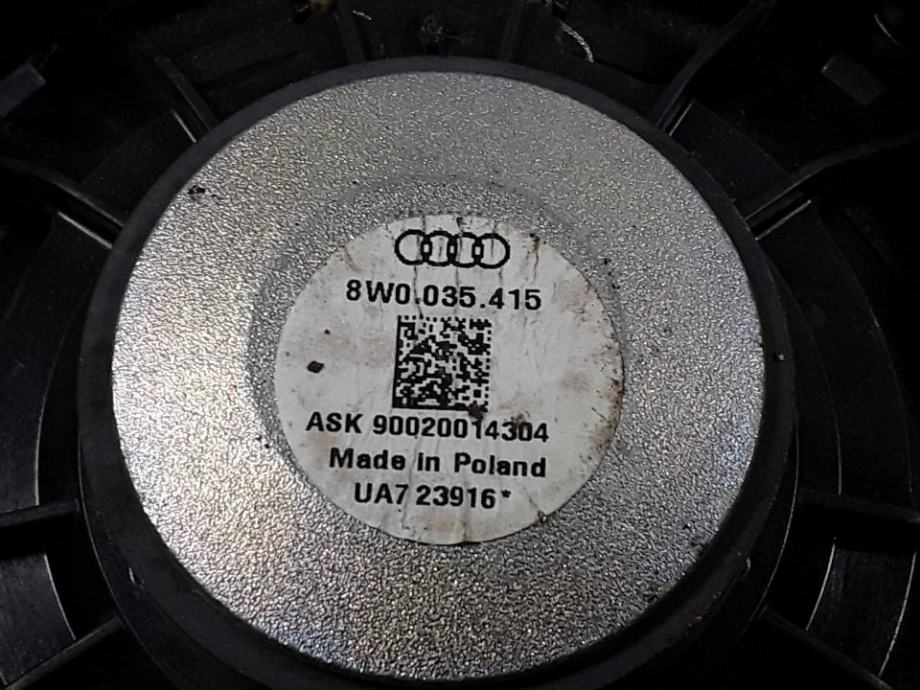 8W0.035.415
ASK 90020014304
Made in Poland
UA7 23916*